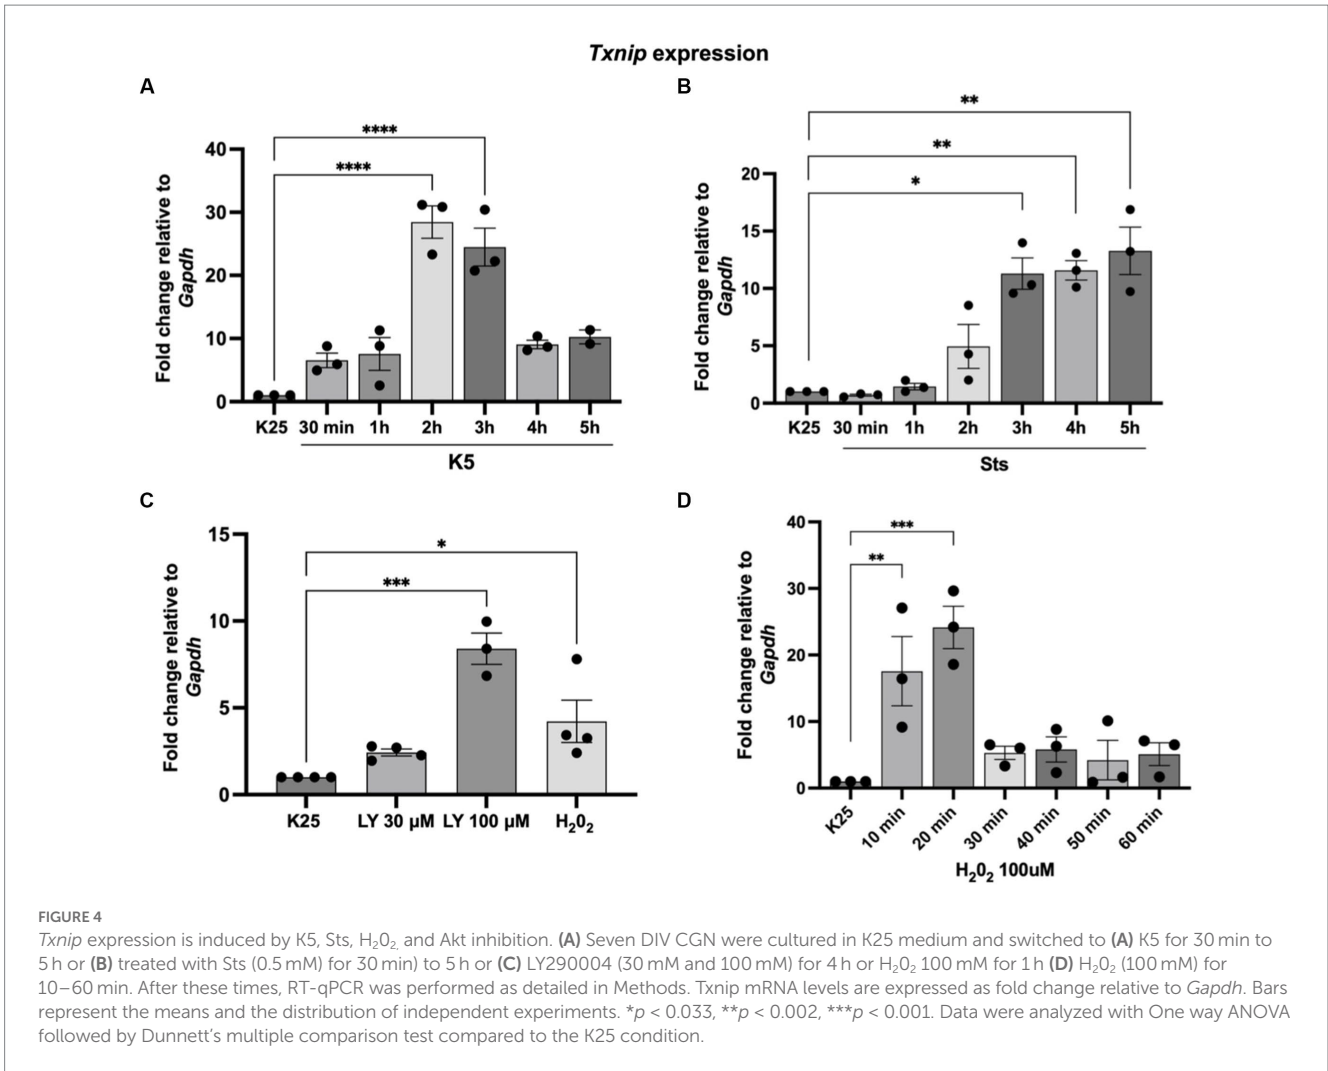 Txnip expression
A
****
****
Fold change relative to
Gapdh
40
30
20
10
0
K25 30 min 1h 2h 3h 4h 5h
K5
B
**
**
*
Fold change relative to
Gapdh
20
15
10
5
0
K25 30 min 1h 2h 3h 4h 5h
Sts
C
*
***
Fold change relative to
Gapdh
15
10
5
0
K25 LY 30 μM LY 100 μM H₂0₂
D
***
**
Fold change relative to
Gapdh
40
30
20
10
0
K25 10 min 20 min 30 min 40 min 50 min 60 min
H₂0₂ 100uM
FIGURE 4
Txnip expression is induced by K5, Sts, H₂0₂, and Akt inhibition. (A) Seven DIV CGN were cultured in K25 medium and switched to (A) K5 for 30 min to
5 h or (B) treated with Sts (0.5 mM) for 30 min) to 5 h or (C) LY290004 (30 mM and 100 mM) for 4 h or H₂0₂ 100 mM for 1 h (D) H₂0₂ (100 mM) for
10–60 min. After these times, RT-qPCR was performed as detailed in Methods. Txnip mRNA levels are expressed as fold change relative to Gapdh. Bars
represent the means and the distribution of independent experiments. *p < 0.033, **p < 0.002, ***p < 0.001. Data were analyzed with One way ANOVA
followed by Dunnett's multiple comparison test compared to the K25 condition.